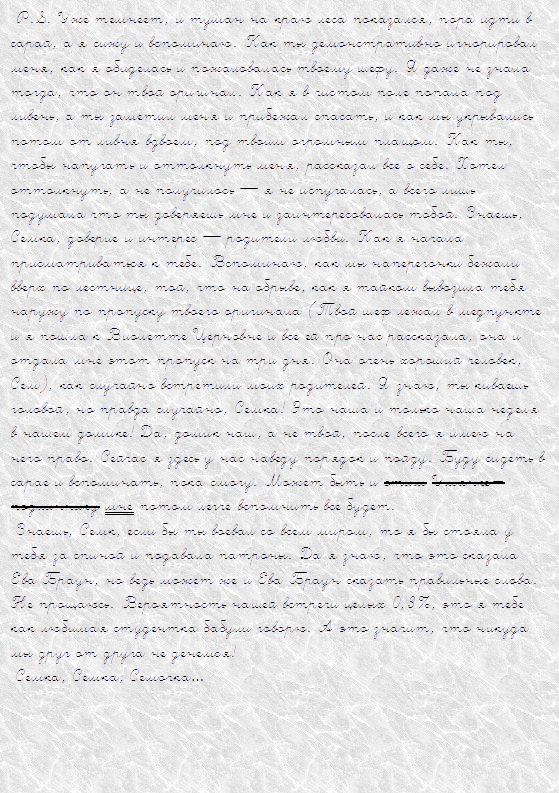 P.S. Уже темнеет, и туман на краю леса показался, пора идти в
сарай, а я сижу и вспоминаю. Как ты демонстративно игнорировал
меня, как я обиделась и пожаловалась твоему шефу. Я даже не знала
тогда, что он твой оригинал. Как я в чистом поле попала под
ливень, а ты заметил меня и прибежал спасать, и как мы укрывались
потом от ливня вдвоем, под твоим огромным плащом. Как ты,
чтобы напугать и оттолкнуть меня, рассказал все о себе. Хотел
оттолкнуть, а не получилось — я не испугалась, а всего лишь
подумала что ты доверяешь мне и заинтересовалась тобой. Знаешь,
Семка, доверие и интерес — родители любви. Как я начала
присматриваться к тебе. Вспоминаю, как мы наперегонки бежали
вверх по лестнице, той, что на обрыве, как я тайком вывозила тебя
наружу по пропуску твоего оригинала (Твой шеф лежал в медпункте
и я пошла к Виолетте Церновне и все ей про нас рассказала, она и
отдала мне этот пропуск на три дня. Она очень хороший человек,
Сем), как случайно встретили моих родителей. Я знаю, ты киваешь
головой, но правда случайно, Семка! Это наша и только наша неделя
в нашем домике! Да, домик наш, а не твой, после всего я имею на
него право. Сейчас я здесь у нас наведу порядок и пойду. Буду сидеть в
сарае и вспоминать, пока смогу. Может быть и
мне потом легче вспомнить все будет.
Знаешь, Семк, если бы ты воевал со всем миром, то я бы стояла у
тебя за спиной и подавала патроны. Да я знаю, что это сказала
Ева Браун, но ведь может же и Ева Браун сказать правильные слова.
Не прощаюсь. Вероятность нашей встречи целых 0,3%, это я тебе
как любимая студентка бабули говорю. А это значит, что никуда
мы друг от друга не денемся!
Семка, Семка, Семочка...